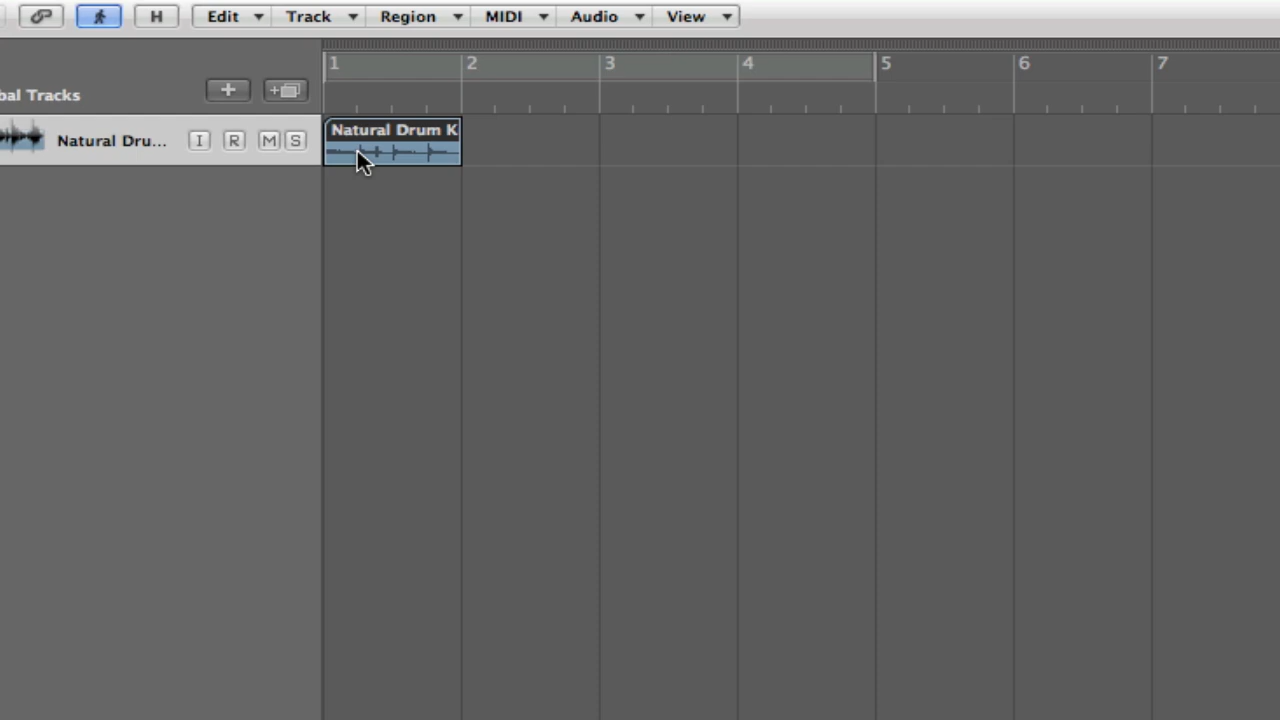 H Edit Track Region MIDI Audio View
1 2 3 4 5 6 7
bal Tracks
Natural Dru... I R M S
Natural Drum K